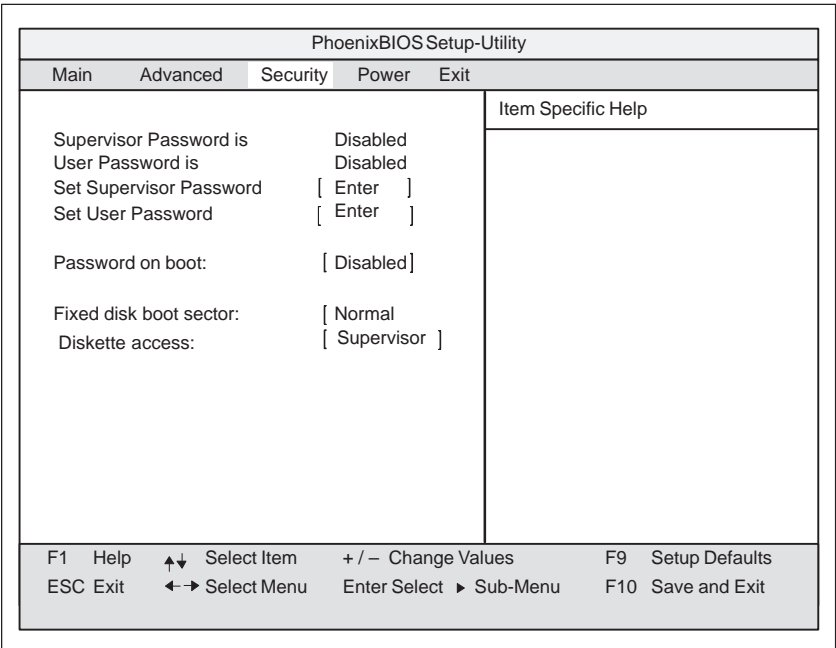 PhoenixBIOS Setup-Utility
Main Advanced Security Power Exit
Item Specific Help
Supervisor Password is Disabled
User Password is Disabled
Set Supervisor Password [ Enter ]
Set User Password [ Enter ]
Password on boot: [ Disabled]
Fixed disk boot sector: [ Normal
Diskette access: [ Supervisor ]
F1 Help ▲▼ Select Item + / – Change Values F9 Setup Defaults
ESC Exit ◄► Select Menu Enter Select ► Sub-Menu F10 Save and Exit